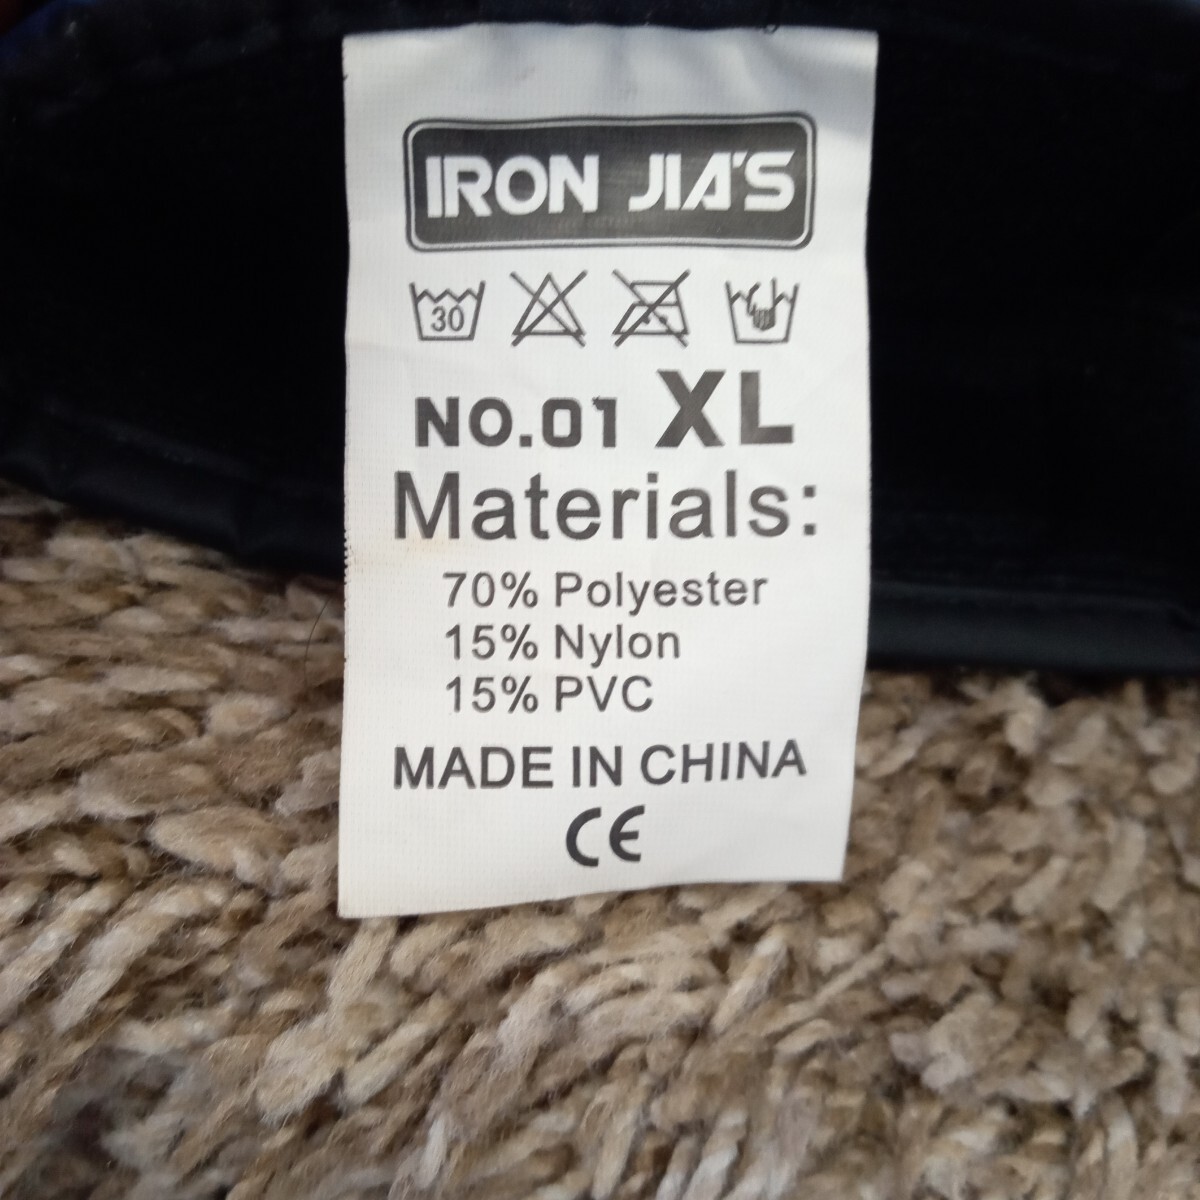 IRON JIA'S
30
NO.01 XL
Materials:
70% Polyester
15% Nylon
15% PVC
MADE IN CHINA
CE